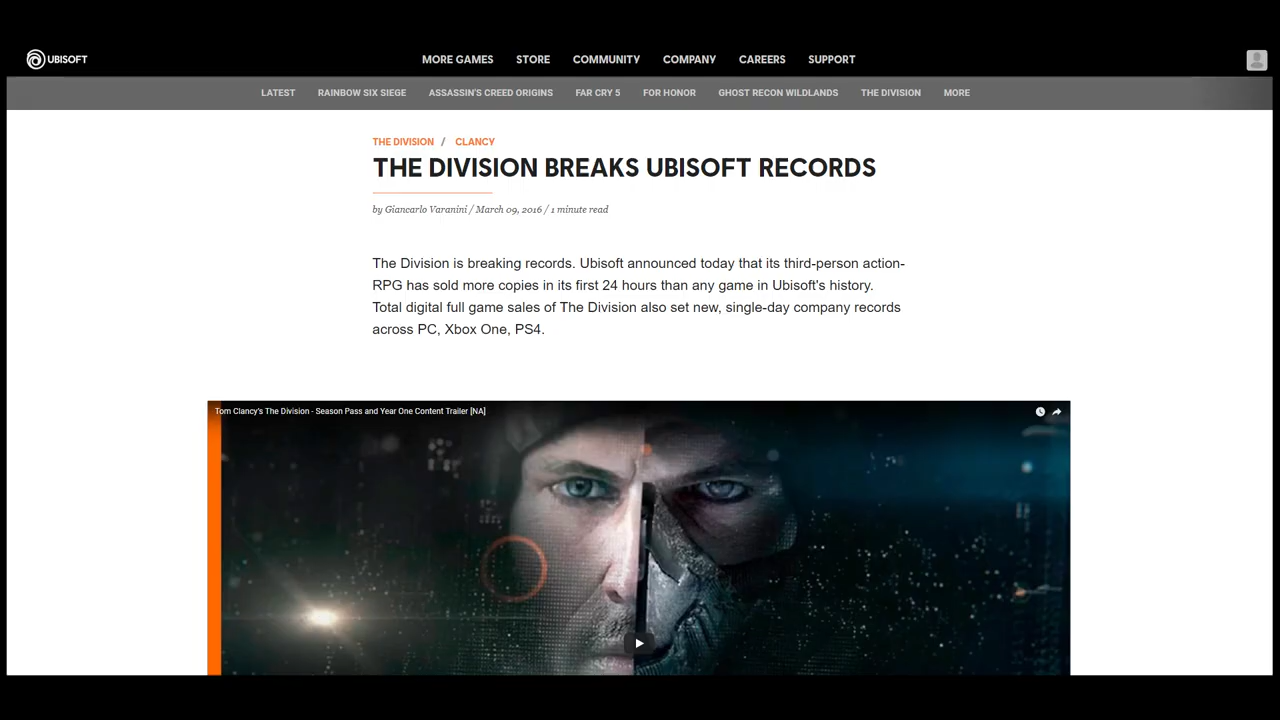 UBISOFT
MORE GAMES STORE COMMUNITY COMPANY CAREERS SUPPORT
LATEST RAINBOW SIX SIEGE ASSASSIN'S CREED ORIGINS FAR CRY 5 FOR HONOR GHOST RECON WILDLANDS THE DIVISION MORE
THE DIVISION / CLANCY
THE DIVISION BREAKS UBISOFT RECORDS
by Giancarlo Varanini / March 09, 2016 / 1 minute read
The Division is breaking records. Ubisoft announced today that its third-person action-
RPG has sold more copies in its first 24 hours than any game in Ubisoft's history.
Total digital full game sales of The Division also set new, single-day company records
across PC, Xbox One, PS4.
Tom Clancy's The Division - Season Pass and Year One Content Trailer [NA]